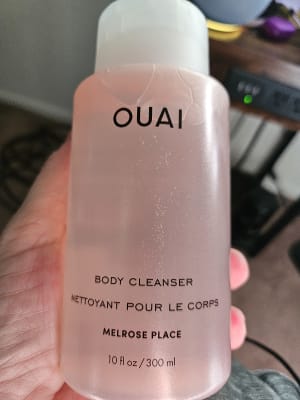 OUAI
BODY CLEANSER
NETTOYANT POUR LE CORPS
MELROSE PLACE
10 fl oz / 300 ml